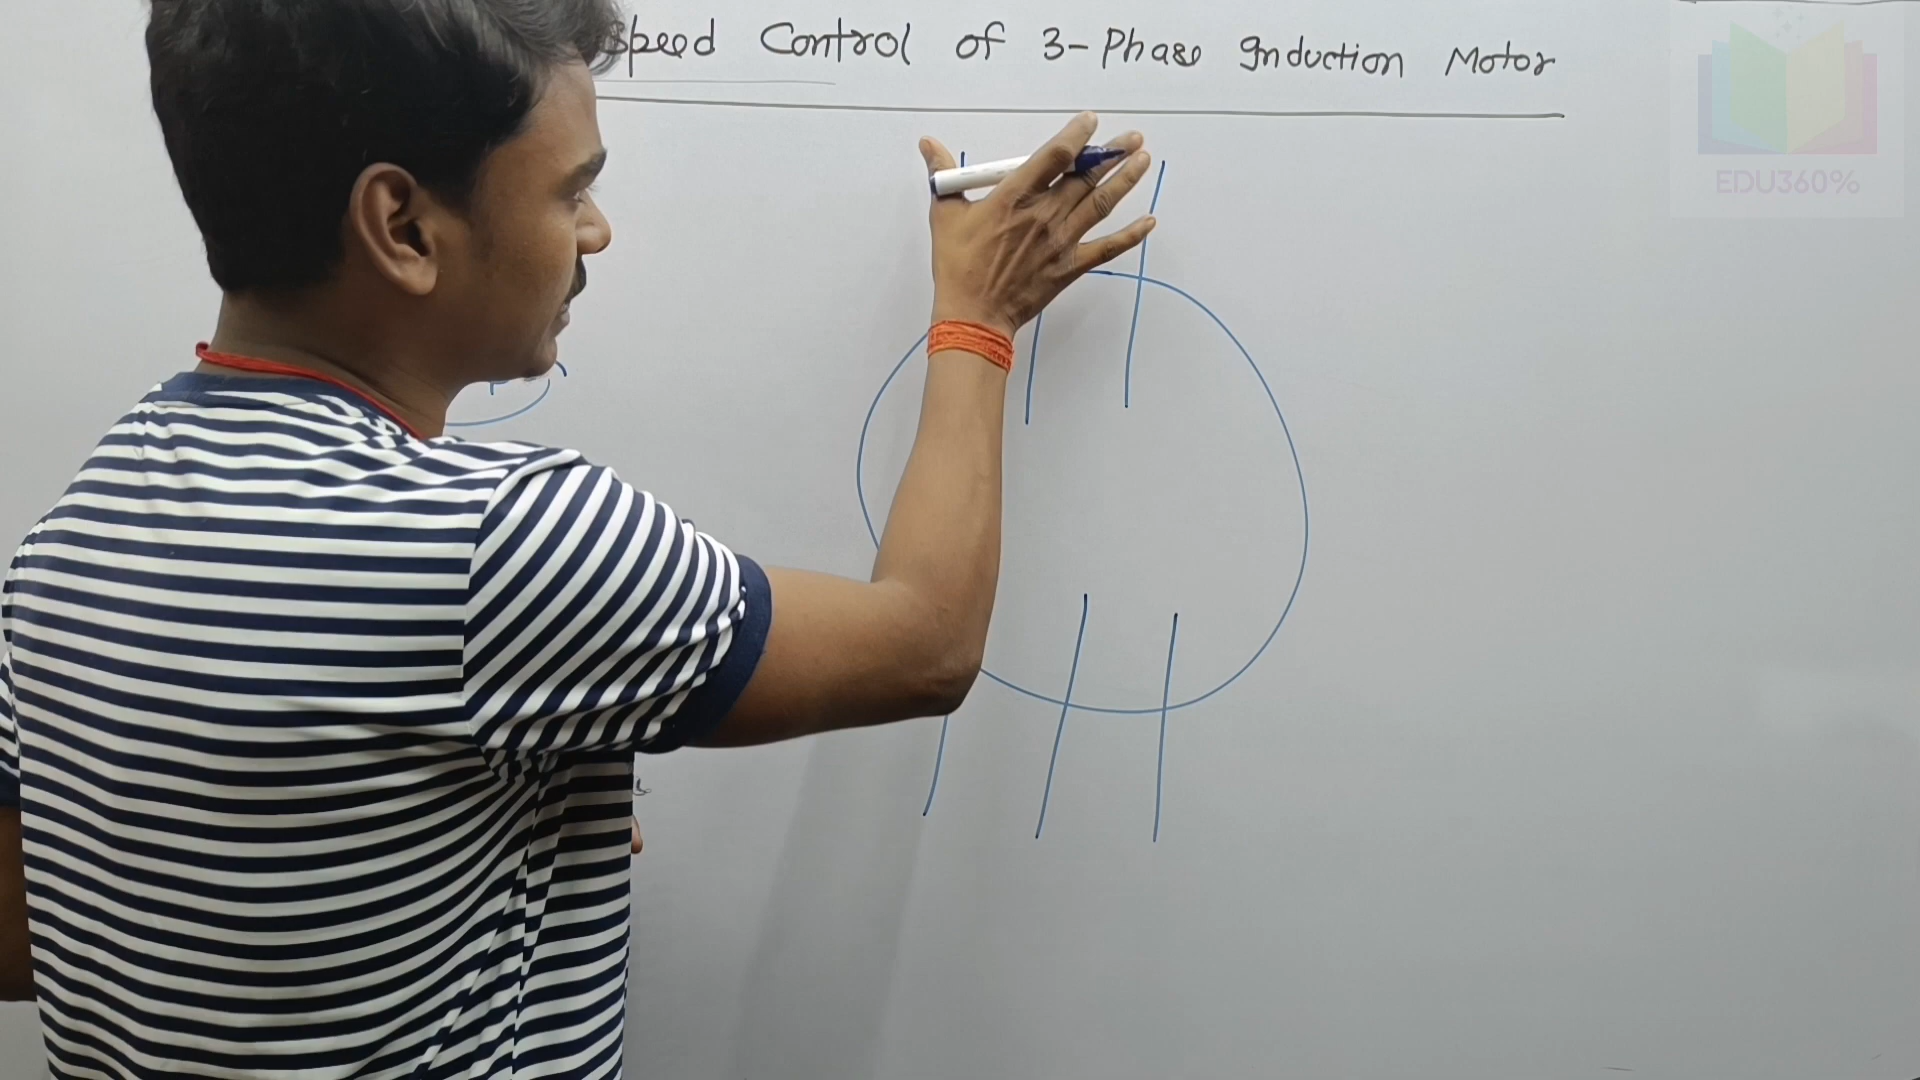 Speed Control of 3-Phase Induction Motor
EDU360%